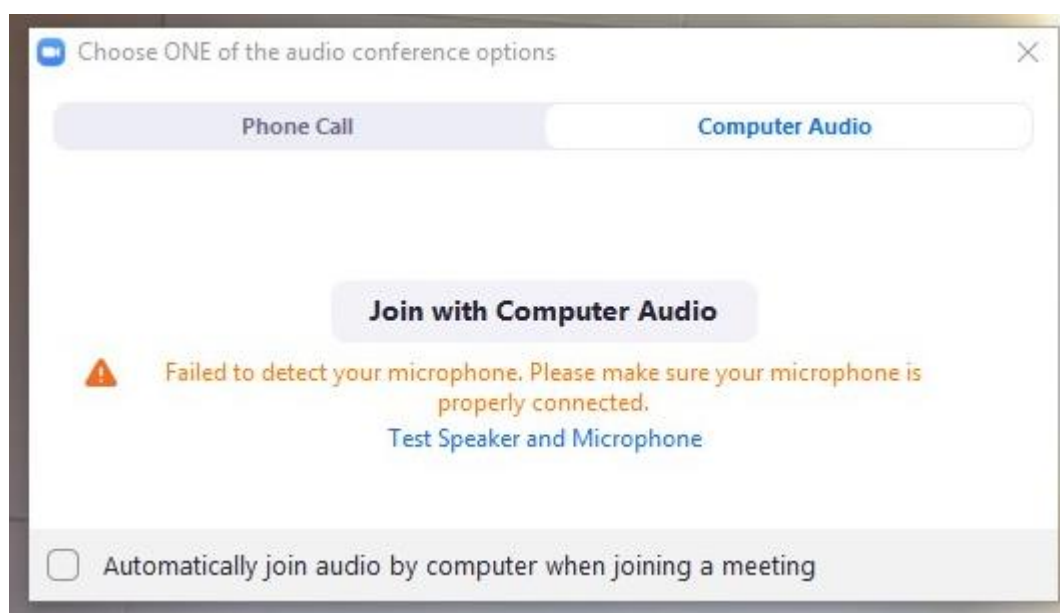 Choose ONE of the audio conference options
Phone Call
Computer Audio
Join with Computer Audio
Failed to detect your microphone. Please make sure your microphone is
properly connected.
Test Speaker and Microphone
Automatically join audio by computer when joining a meeting